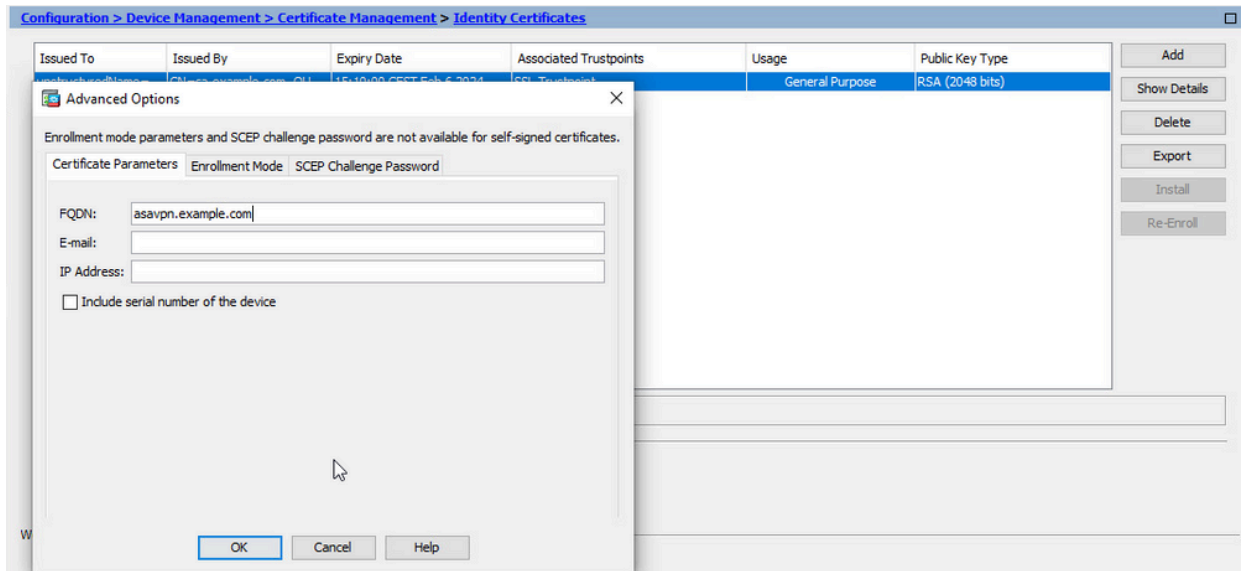 Configuration > Device Management > Certificate Management > Identity Certificates
Issued To Issued By Expiry Date Associated Trustpoints Usage Public Key Type
General Purpose RSA (2048 bits)
Add
Show Details
Delete
Export
Install
Re-Enroll
Advanced Options
Enrollment mode parameters and SCEP challenge password are not available for self-signed certificates.
Certificate Parameters Enrollment Mode SCEP Challenge Password
FQDN: asavpn.example.com
E-mail:
IP Address:
Include serial number of the device
OK Cancel Help
W